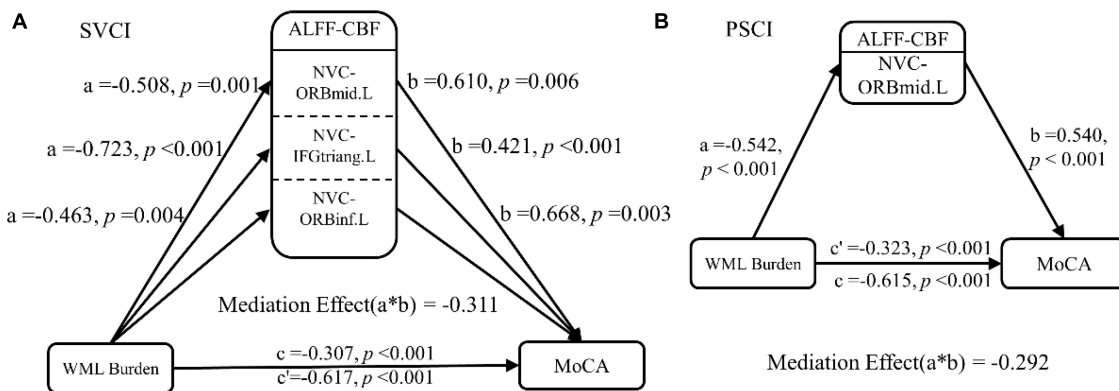 A
SVCI
ALFF-CBF
NVC-
ORBmid.L
NVC-
IFGtriang.L
NVC-
ORBinf.L
a =-0.508, p =0.001
a =-0.723, p <0.001
a =-0.463, p =0.004
b =0.610, p =0.006
b =0.421, p <0.001
b =0.668, p =0.003
Mediation Effect(a*b) = -0.311
WML Burden
c =-0.307, p <0.001
c'=-0.617, p <0.001
MoCA
B
PSCI
ALFF-CBF
NVC-
ORBmid.L
a=-0.542,
p < 0.001
b =0.540,
p < 0.001
WML Burden
c'=-0.323, p <0.001
c =-0.615, p <0.001
MoCA
Mediation Effect(a*b) = -0.292